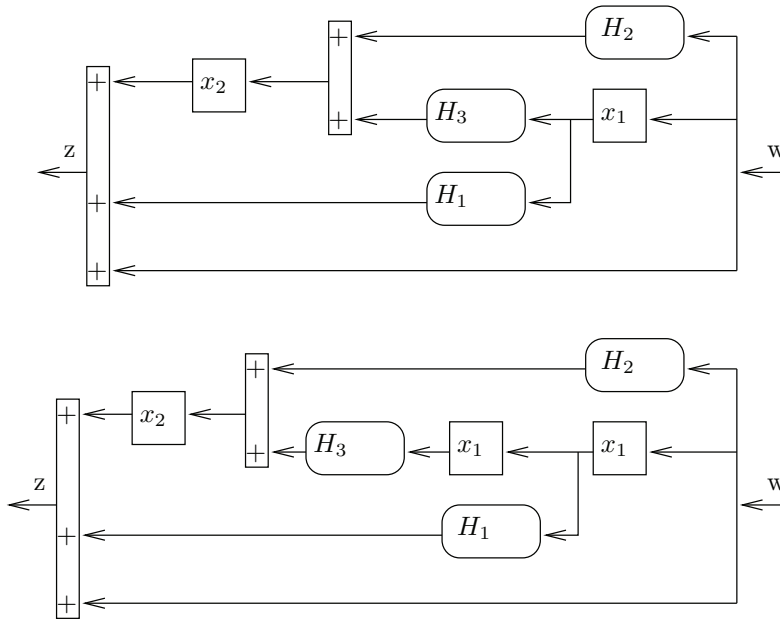 + H₂
+ x₂
+ H₃ x₁
z w
+ H₁
+
+ H₂
+ x₂
+ H₃ x₁ x₁
z w
+ H₁
+